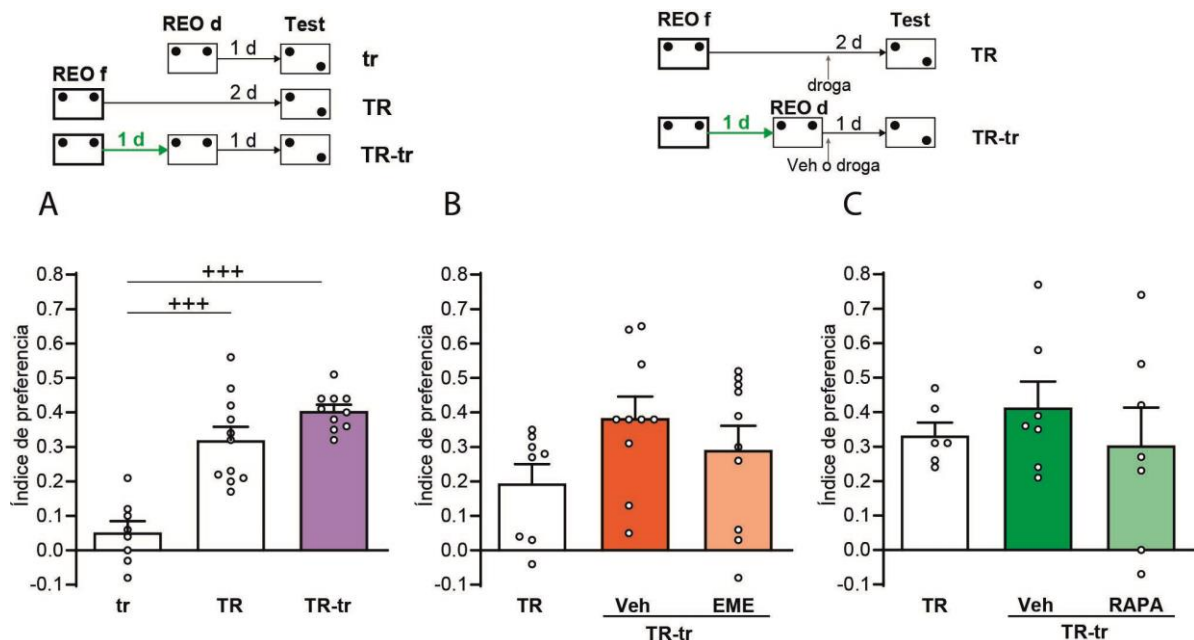 REO d Test
1 d
tr
REO f
2 d
TR
1 d 1 d
TR-tr
REO f Test
2 d
TR
droga
REO d
1 d 1 d
TR-tr
Veh o droga
A
Índice de preferencia
0.8
0.7
0.6
0.5
0.4
0.3
0.2
0.1
0.0
-0.1
+++
+++
tr TR TR-tr
B
Índice de preferencia
0.8
0.7
0.6
0.5
0.4
0.3
0.2
0.1
0.0
-0.1
TR Veh EME
TR-tr
C
Índice de preferencia
0.8
0.7
0.6
0.5
0.4
0.3
0.2
0.1
0.0
-0.1
TR Veh RAPA
TR-tr